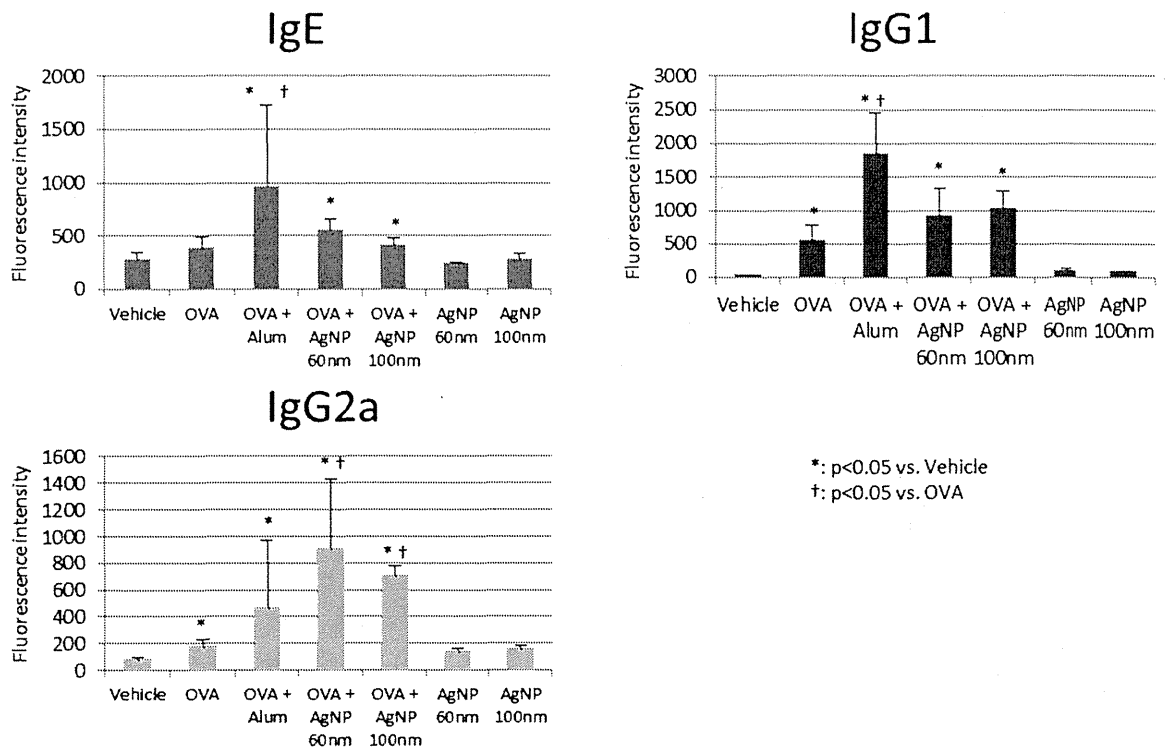 IgE
Fluorescence intensity
2000
1500
1000
500
0
* †
*
*
Vehicle OVA OVA + OVA + OVA + AgNP AgNP
Alum AgNP AgNP 60nm 100nm
60nm 100nm
IgG1
Fluorescence intensity
3000
2500
2000
1500
1000
500
0
*
* †
*
*
Vehicle OVA OVA + OVA + OVA + AgNP AgNP
Alum AgNP AgNP 60nm 100nm
60nm 100nm
IgG2a
Fluorescence intensity
1600
1400
1200
1000
800
600
400
200
0
*
*
* †
* †
Vehicle OVA OVA + OVA + OVA + AgNP AgNP
Alum AgNP AgNP 60nm 100nm
60nm 100nm
*: p<0.05 vs. Vehicle
†: p<0.05 vs. OVA